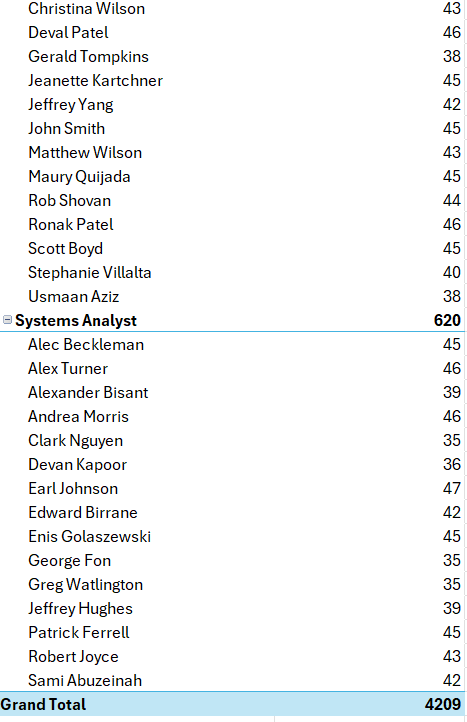 Christina Wilson 43
Deval Patel 46
Gerald Tompkins 38
Jeanette Kartchner 45
Jeffrey Yang 42
John Smith 45
Matthew Wilson 43
Maury Quijada 45
Rob Shovan 44
Ronak Patel 46
Scott Boyd 45
Stephanie Villalta 40
Usmaan Aziz 38
Systems Analyst 620
Alec Beckleman 45
Alex Turner 46
Alexander Bisant 39
Andrea Morris 46
Clark Nguyen 35
Devan Kapoor 36
Earl Johnson 47
Edward Birrane 42
Enis Golaszewski 45
George Fon 35
Greg Watlington 35
Jeffrey Hughes 39
Patrick Ferrell 45
Robert Joyce 43
Sami Abuzeinah 42
Grand Total 4209